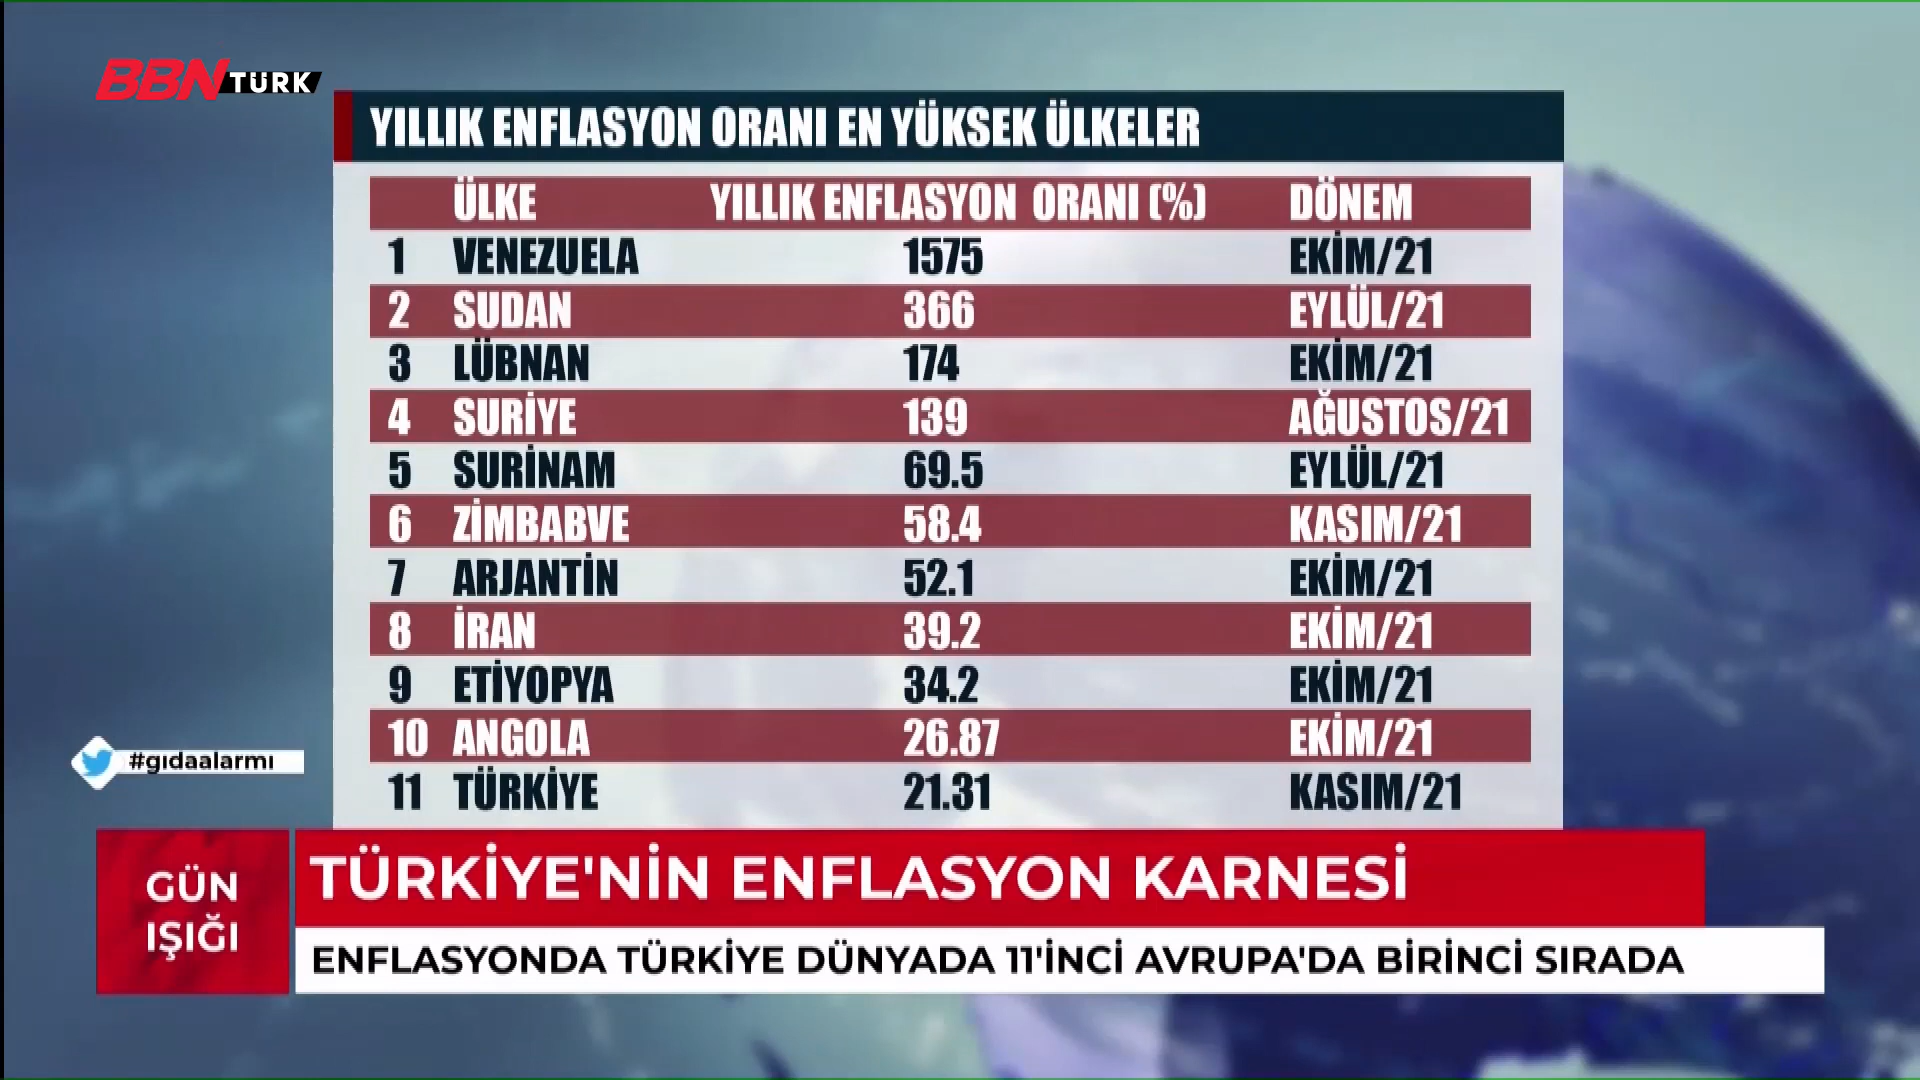 BBN TÜRK
YILLIK ENFLASYON ORANI EN YÜKSEK ÜLKELER
ÜLKE YILLIK ENFLASYON ORANI (%) DÖNEM
1 VENEZUELA 1575 EKİM/21
2 SUDAN 366 EYLÜL/21
3 LÜBNAN 174 EKİM/21
4 SURİYE 139 AĞUSTOS/21
5 SURİNAM 69.5 EYLÜL/21
6 ZİMBABVE 58.4 KASIM/21
7 ARJANTİN 52.1 EKİM/21
8 İRAN 39.2 EKİM/21
9 ETİYOPYA 34.2 EKİM/21
10 ANGOLA 26.87 EKİM/21
11 TÜRKİYE 21.31 KASIM/21
#gıdaalarmı
GÜN
IŞIĞI
TÜRKİYE'NİN ENFLASYON KARNESİ
ENFLASYONDA TÜRKİYE DÜNYADA 11'İNCİ AVRUPA'DA BİRİNCİ SIRADA